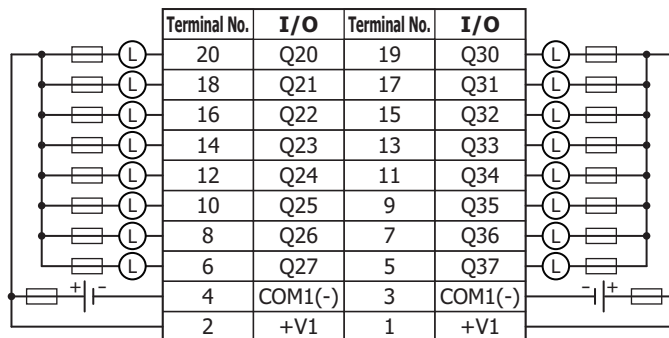 Terminal No. I/O Terminal No. I/O
L 20 Q20 19 Q30 L
L 18 Q21 17 Q31 L
L 16 Q22 15 Q32 L
L 14 Q23 13 Q33 L
L 12 Q24 11 Q34 L
L 10 Q25 9 Q35 L
L 8 Q26 7 Q36 L
L 6 Q27 5 Q37 L
+ - 4 COM1(-) 3 COM1(-) - +
2 +V1 1 +V1